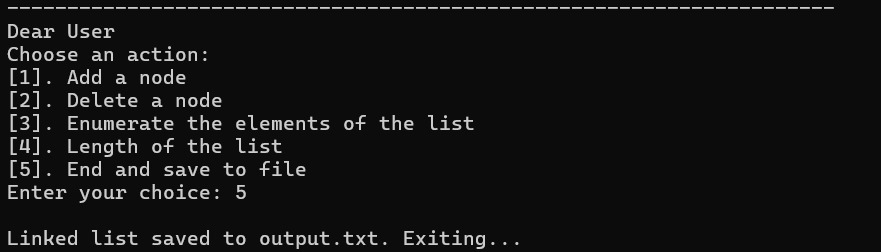 ---------------------------------------------------------------------
Dear User
Choose an action:
[1]. Add a node
[2]. Delete a node
[3]. Enumerate the elements of the list
[4]. Length of the list
[5]. End and save to file
Enter your choice: 5
Linked list saved to output.txt. Exiting...